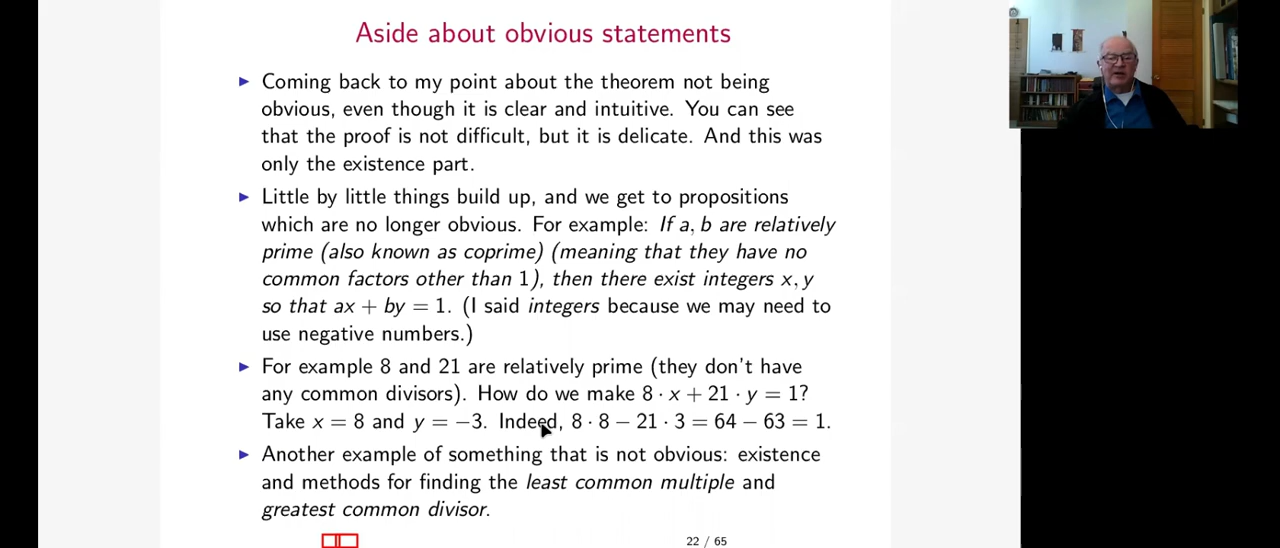 Aside about obvious statements
▶ Coming back to my point about the theorem not being
obvious, even though it is clear and intuitive. You can see
that the proof is not difficult, but it is delicate. And this was
only the existence part.
▶ Little by little things build up, and we get to propositions
which are no longer obvious. For example: If a, b are relatively
prime (also known as coprime) (meaning that they have no
common factors other than 1), then there exist integers x, y
so that ax + by = 1. (I said integers because we may need to
use negative numbers.)
▶ For example 8 and 21 are relatively prime (they don't have
any common divisors). How do we make 8 · x + 21 · y = 1?
Take x = 8 and y = −3. Indeed, 8 · 8 − 21 · 3 = 64 − 63 = 1.
▶ Another example of something that is not obvious: existence
and methods for finding the least common multiple and
greatest common divisor.
22 / 65